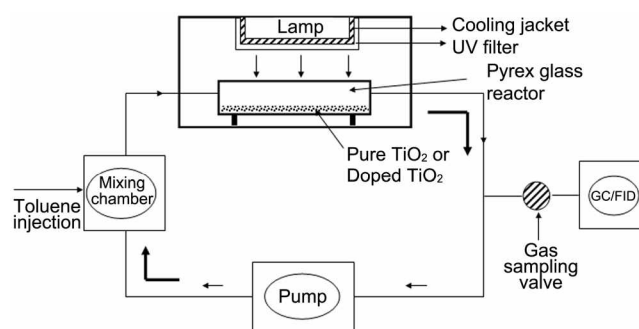 Lamp
Cooling jacket
UV filter
Pyrex glass
reactor
Pure TiO₂ or
Doped TiO₂
Mixing
chamber
Toluene
injection
GC/FID
Gas
sampling
valve
Pump